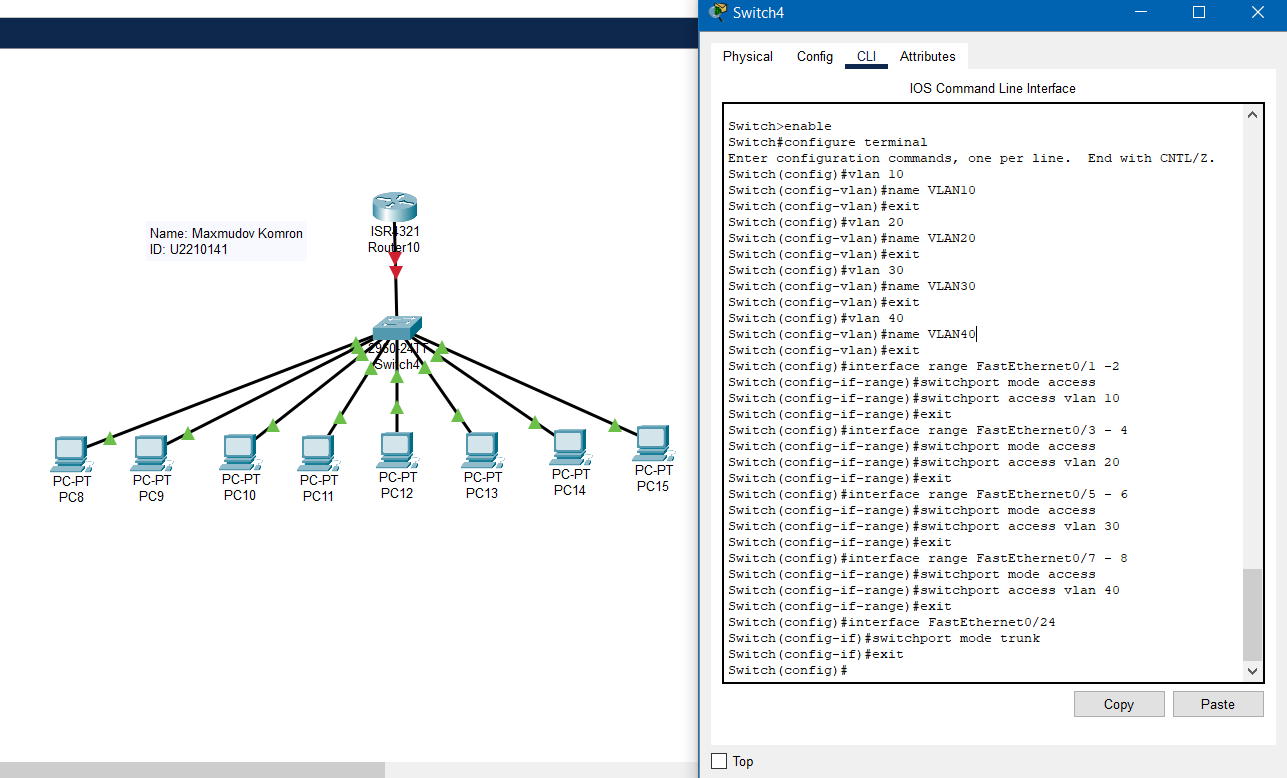 Switch4
Physical
Config
CLI
Attributes
IOS Command Line Interface
Switch>enable
Switch#configure terminal
Enter configuration commands, one per line.  End with CNTL/Z.
Switch(config)#vlan 10
Switch(config-vlan)#name VLAN10
Switch(config-vlan)#exit
Switch(config)#vlan 20
Switch(config-vlan)#name VLAN20
Switch(config-vlan)#exit
Switch(config)#vlan 30
Switch(config-vlan)#name VLAN30
Switch(config-vlan)#exit
Switch(config)#vlan 40
Switch(config-vlan)#name VLAN40
Switch(config-vlan)#exit
Switch(config)#interface range FastEthernet0/1 -2
Switch(config-if-range)#switchport mode access
Switch(config-if-range)#switchport access vlan 10
Switch(config-if-range)#exit
Switch(config)#interface range FastEthernet0/3 - 4
Switch(config-if-range)#switchport mode access
Switch(config-if-range)#switchport access vlan 20
Switch(config-if-range)#exit
Switch(config)#interface range FastEthernet0/5 - 6
Switch(config-if-range)#switchport mode access
Switch(config-if-range)#switchport access vlan 30
Switch(config-if-range)#exit
Switch(config)#interface range FastEthernet0/7 - 8
Switch(config-if-range)#switchport mode access
Switch(config-if-range)#switchport access vlan 40
Switch(config-if-range)#exit
Switch(config)#interface FastEthernet0/24
Switch(config-if)#switchport mode trunk
Switch(config-if)#exit
Switch(config)#
Copy
Paste
Top
Name: Maxmudov Komron
ID: U2210141
ISR4321
Router10
2960-24TT
Switch4
PC-PT
PC8
PC-PT
PC9
PC-PT
PC10
PC-PT
PC11
PC-PT
PC12
PC-PT
PC13
PC-PT
PC14
PC-PT
PC15